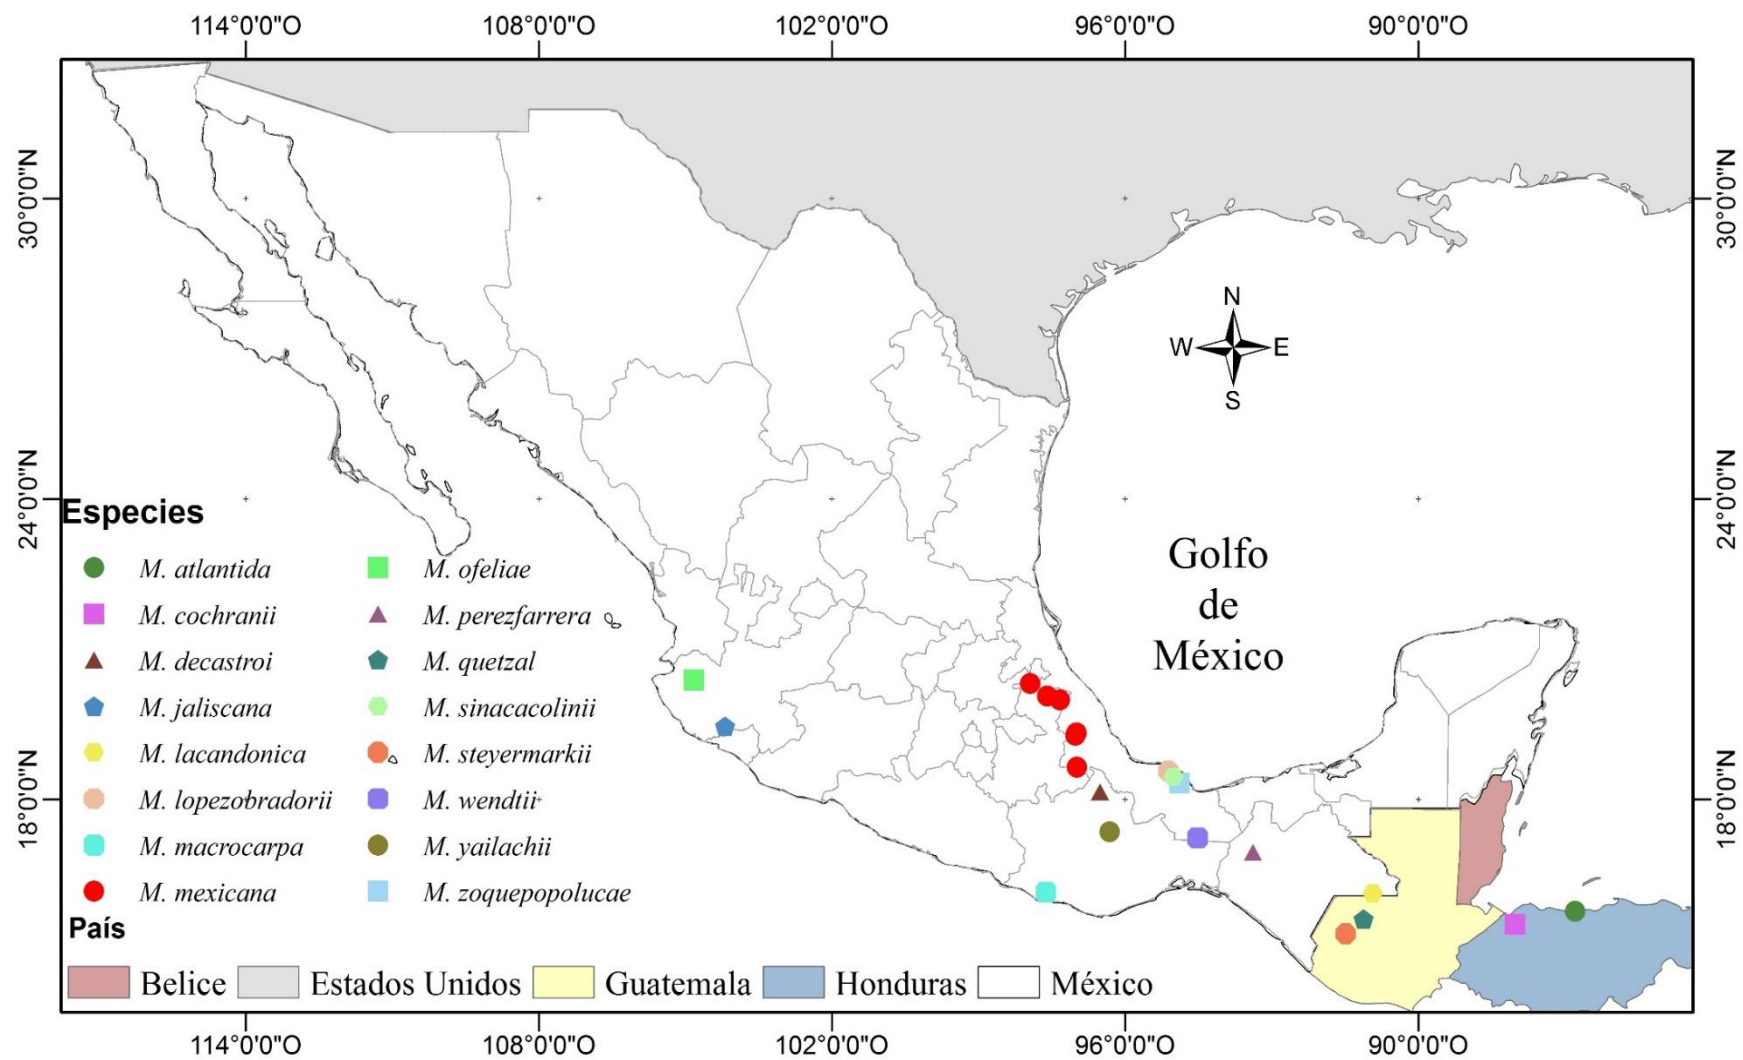 114°0'0"O 108°0'0"O 102°0'0"O 96°0'0"O 90°0'0"O
30°0'0"N 30°0'0"N
N
W E
S
24°0'0"N 24°0'0"N
Golfo
de
México
Especies
M. atlantida M. ofeliae
M. cochranii M. perezfarrera
M. decastroi M. quetzal
M. jaliscana M. sinacacolinii
M. lacandonica M. steyermarkii
18°0'0"N M. lopezobradorii M. wendtii 18°0'0"N
M. macrocarpa M. yailachii
M. mexicana M. zoquepopolucae
País
Belice Estados Unidos Guatemala Honduras México
114°0'0"O 108°0'0"O 102°0'0"O 96°0'0"O 90°0'0"O